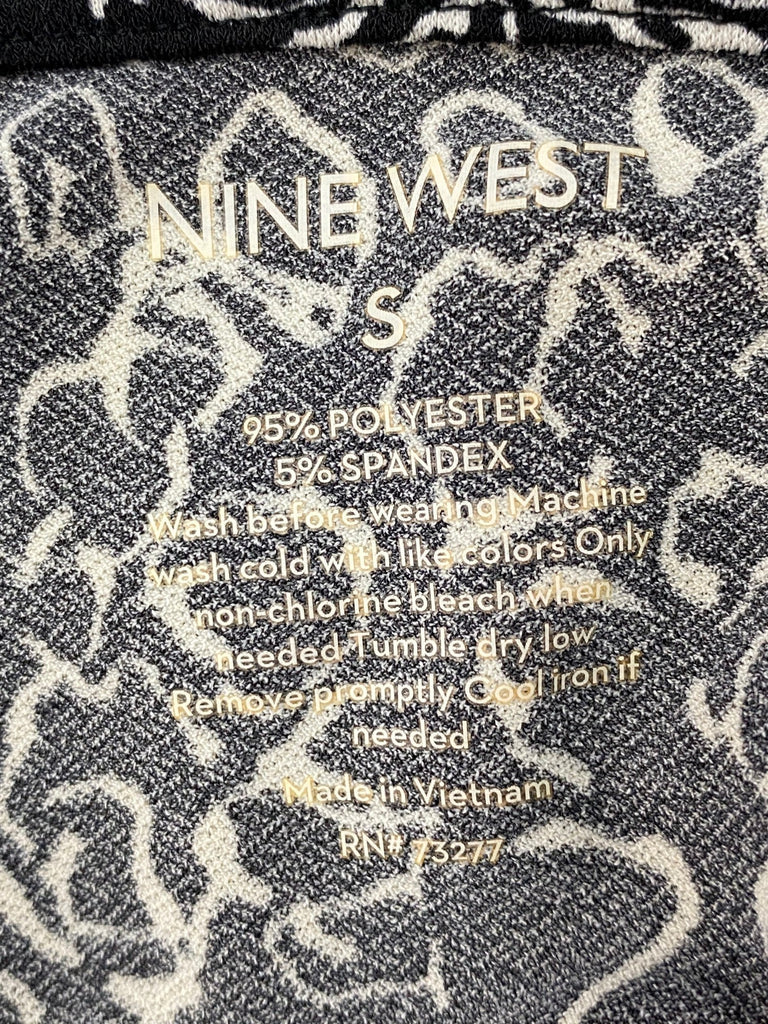 NINE WEST
S
95% POLYESTER
5% SPANDEX
Wash before wearing Machine
wash cold with like colors Only
non-chlorine bleach when
needed Tumble dry low
Remove promptly Cool iron if
needed
Made in Vietnam
RN# 73277